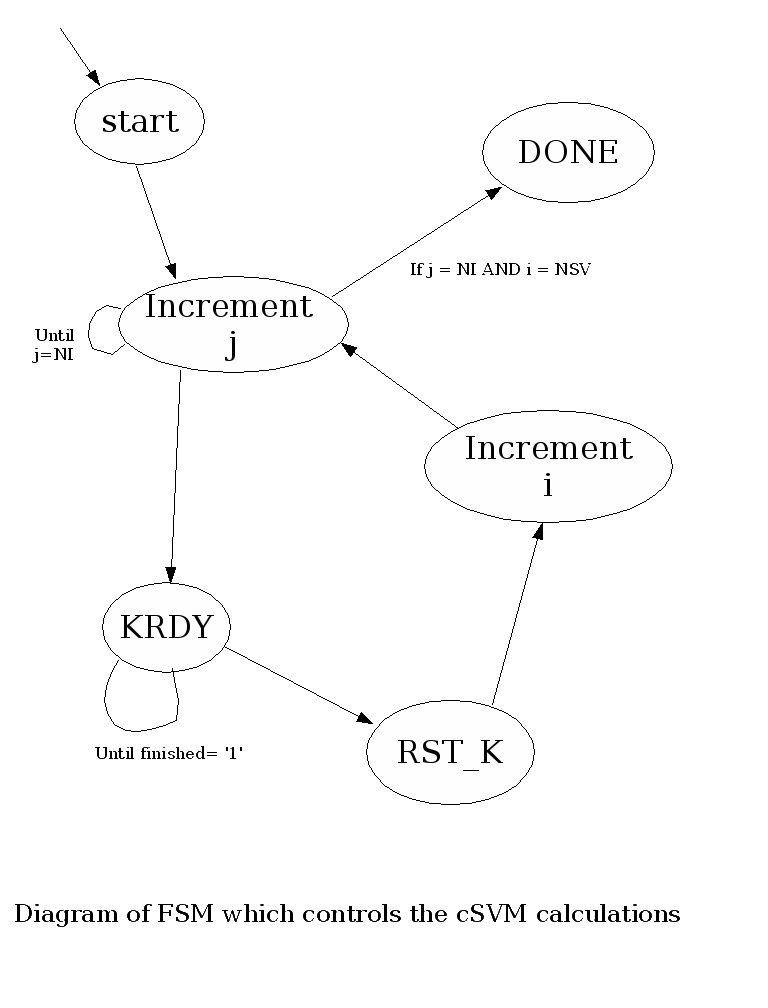 start
DONE
If j = NI AND i = NSV
Increment
j
Until
j=NI
Increment
i
KRDY
Until finished= '1'
RST_K
Diagram of FSM which controls the cSVM calculations